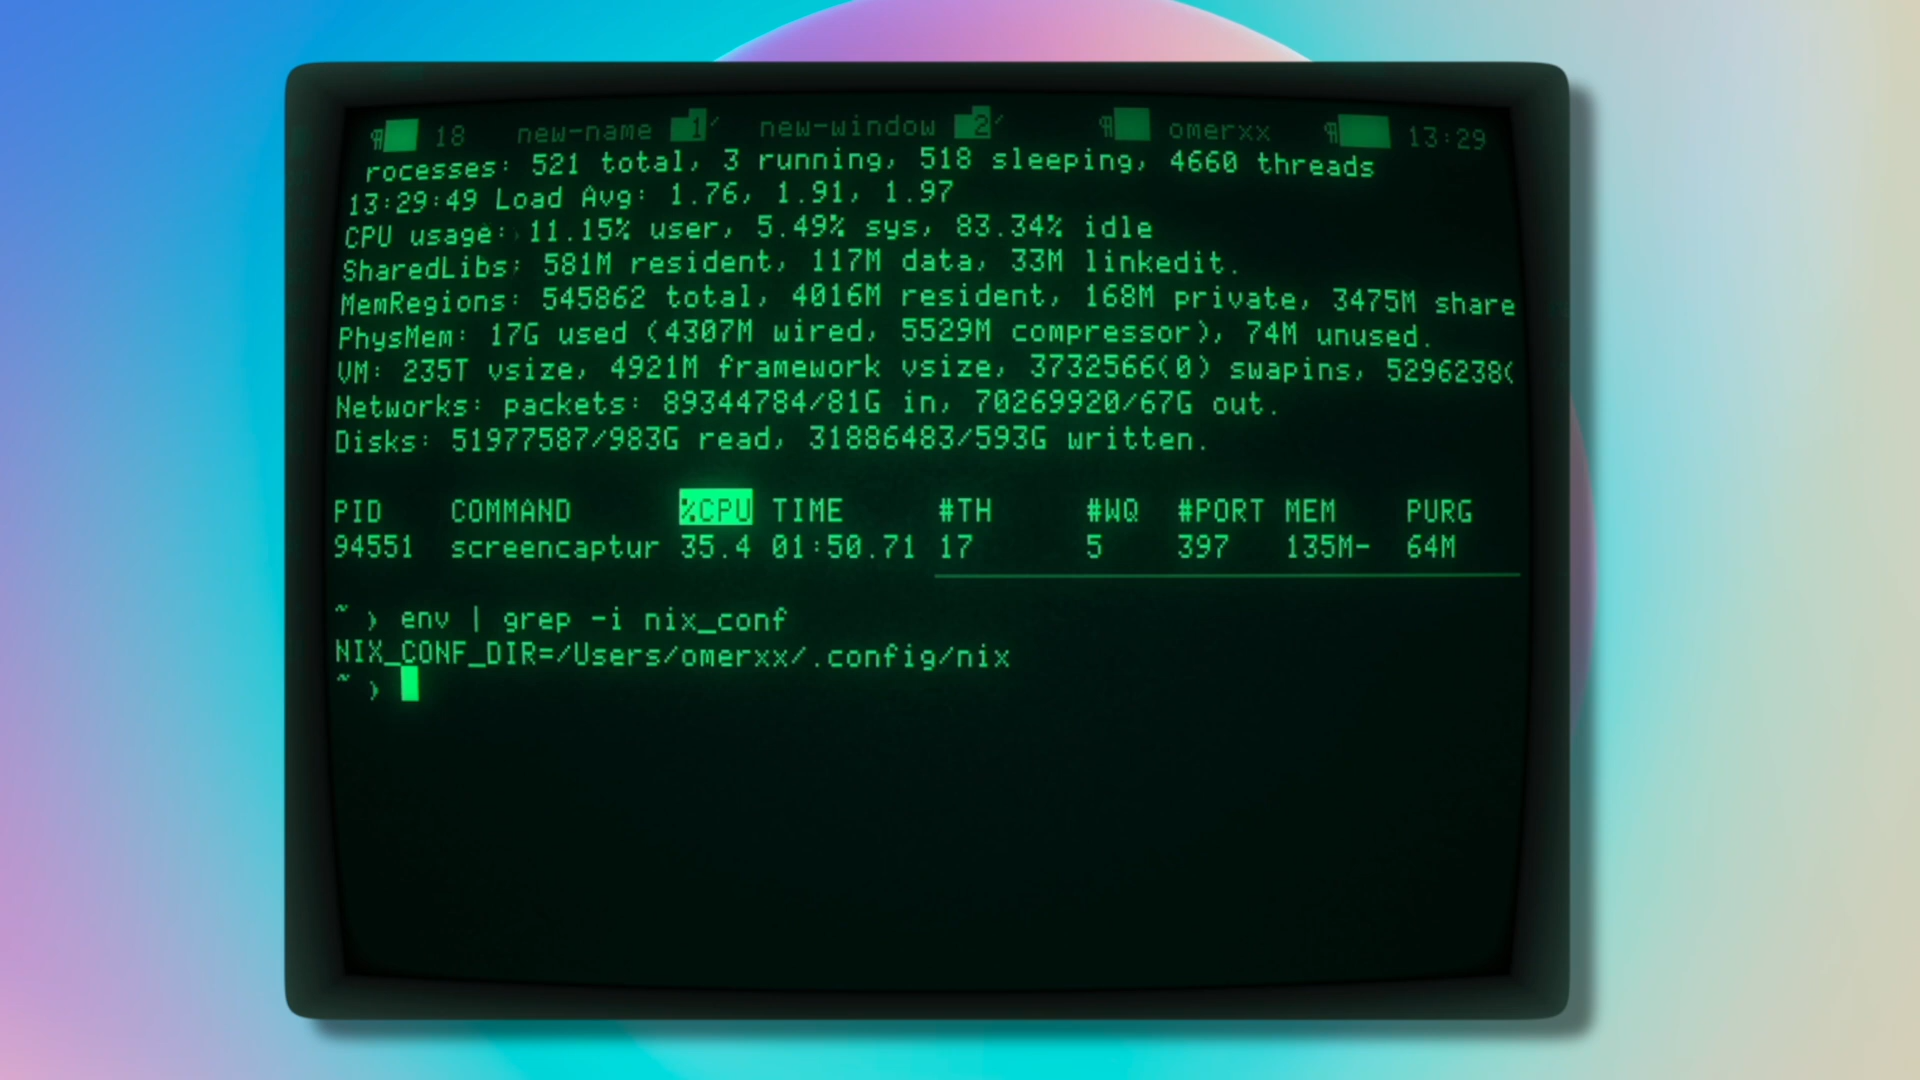 18 new-name 1 new-window 2 omerxx 13:29
rocesses: 521 total, 3 running, 518 sleeping, 4660 threads
13:29:49 Load Avg: 1.76, 1.91, 1.97
CPU usage: 11.15% user, 5.49% sys, 83.34% idle
SharedLibs: 581M resident, 117M data, 33M linkedit.
MemRegions: 545862 total, 4016M resident, 168M private, 3475M share
PhysMem: 17G used (4307M wired, 5529M compressor), 74M unused.
VM: 235T vsize, 4921M framework vsize, 3732566(0) swapins, 5296238(
Networks: packets: 89344784/81G in, 70269920/67G out.
Disks: 51977587/983G read, 31886483/593G written.
PID COMMAND %CPU TIME #TH #WQ #PORT MEM PURG
94551 screencaptur 35.4 01:50.71 17 5 397 135M- 64M
~ ❯ env | grep -i nix_conf
NIX_CONF_DIR=/Users/omerxx/.config/nix
~ ❯